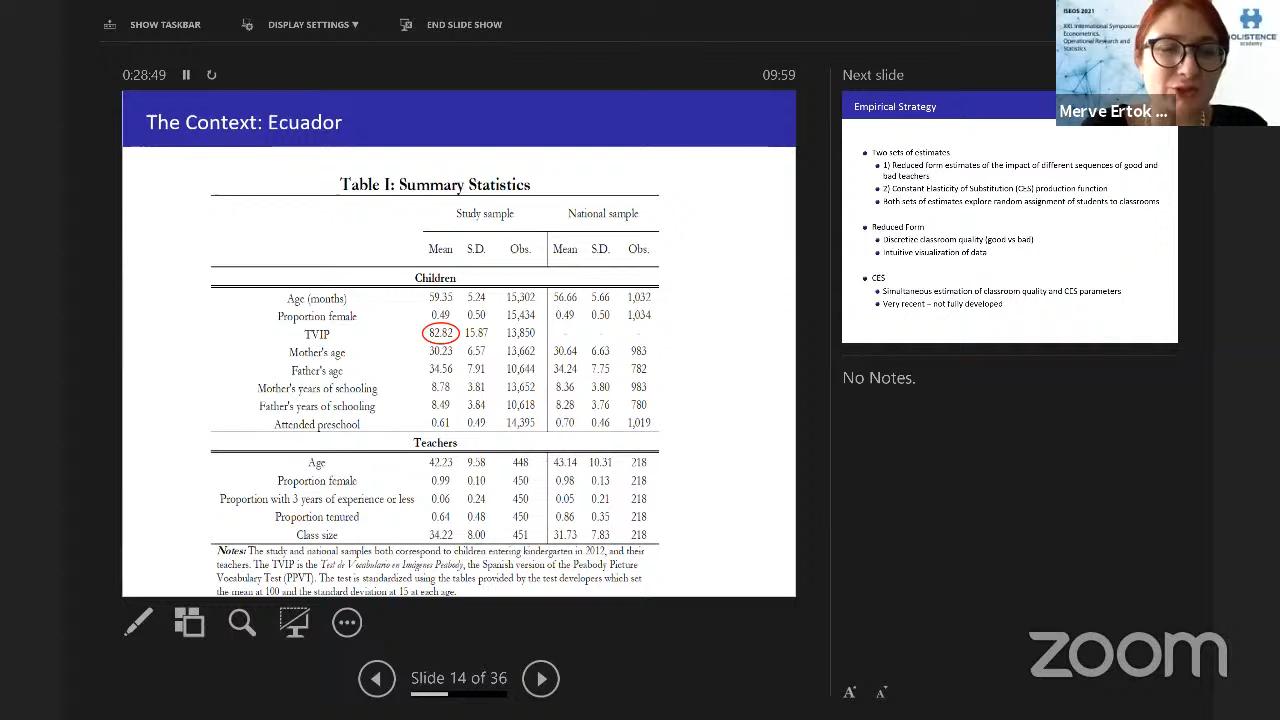 SHOW TASKBAR
DISPLAY SETTINGS ▼
END SLIDE SHOW
0:28:49
09:59
The Context: Ecuador
Table I: Summary Statistics
Study sample National sample
Mean S.D. Obs. Mean S.D. Obs.
Children
Age (months) 59.35 5.24 15,302 56.66 5.66 1,032
Proportion female 0.49 0.50 15,434 0.49 0.50 1,034
TVIP 82.82 15.87 13,850 - - -
Mother's age 30.23 6.57 13,662 30.64 6.63 983
Father's age 34.56 7.91 10,644 34.24 7.75 782
Mother's years of schooling 8.78 3.81 13,652 8.36 3.80 983
Father's years of schooling 8.49 3.84 10,618 8.28 3.76 780
Attended preschool 0.61 0.49 14,395 0.70 0.46 1,019
Teachers
Age 42.23 9.58 448 43.14 10.31 218
Proportion female 0.99 0.10 450 0.98 0.13 218
Proportion with 3 years of experience or less 0.06 0.24 450 0.05 0.21 218
Proportion tenured 0.64 0.48 450 0.86 0.35 218
Class size 34.22 8.00 451 31.73 7.83 218
Notes: The study and national samples both correspond to children entering kindergarten in 2012, and their
teachers. The TVIP is the Test de Vocabulario en Imágenes Peabody, the Spanish version of the Peabody Picture
Vocabulary Test (PPVT). The test is standardized using the tables provided by the test developers which set
the mean at 100 and the standard deviation at 15 at each age.
Slide 14 of 36
Next slide
Empirical Strategy
Two sets of estimates
1) Reduced form estimates of the impact of different sequences of good and
bad teachers
2) Constant Elasticity of Substitution (CES) production function
Both sets of estimates explore random assignment of students to classrooms
Reduced Form
Discretize classroom quality (good vs bad)
Intuitive visualization of data
CES
Simultaneous estimation of classroom quality and CES parameters
Very recent – not fully developed
No Notes.
ISEOS 2021
XXI. International Symposium
Econometrics,
Operational Research and
Statistics
OLISTENCE
academy
Merve Ertok ...
zoom
A A